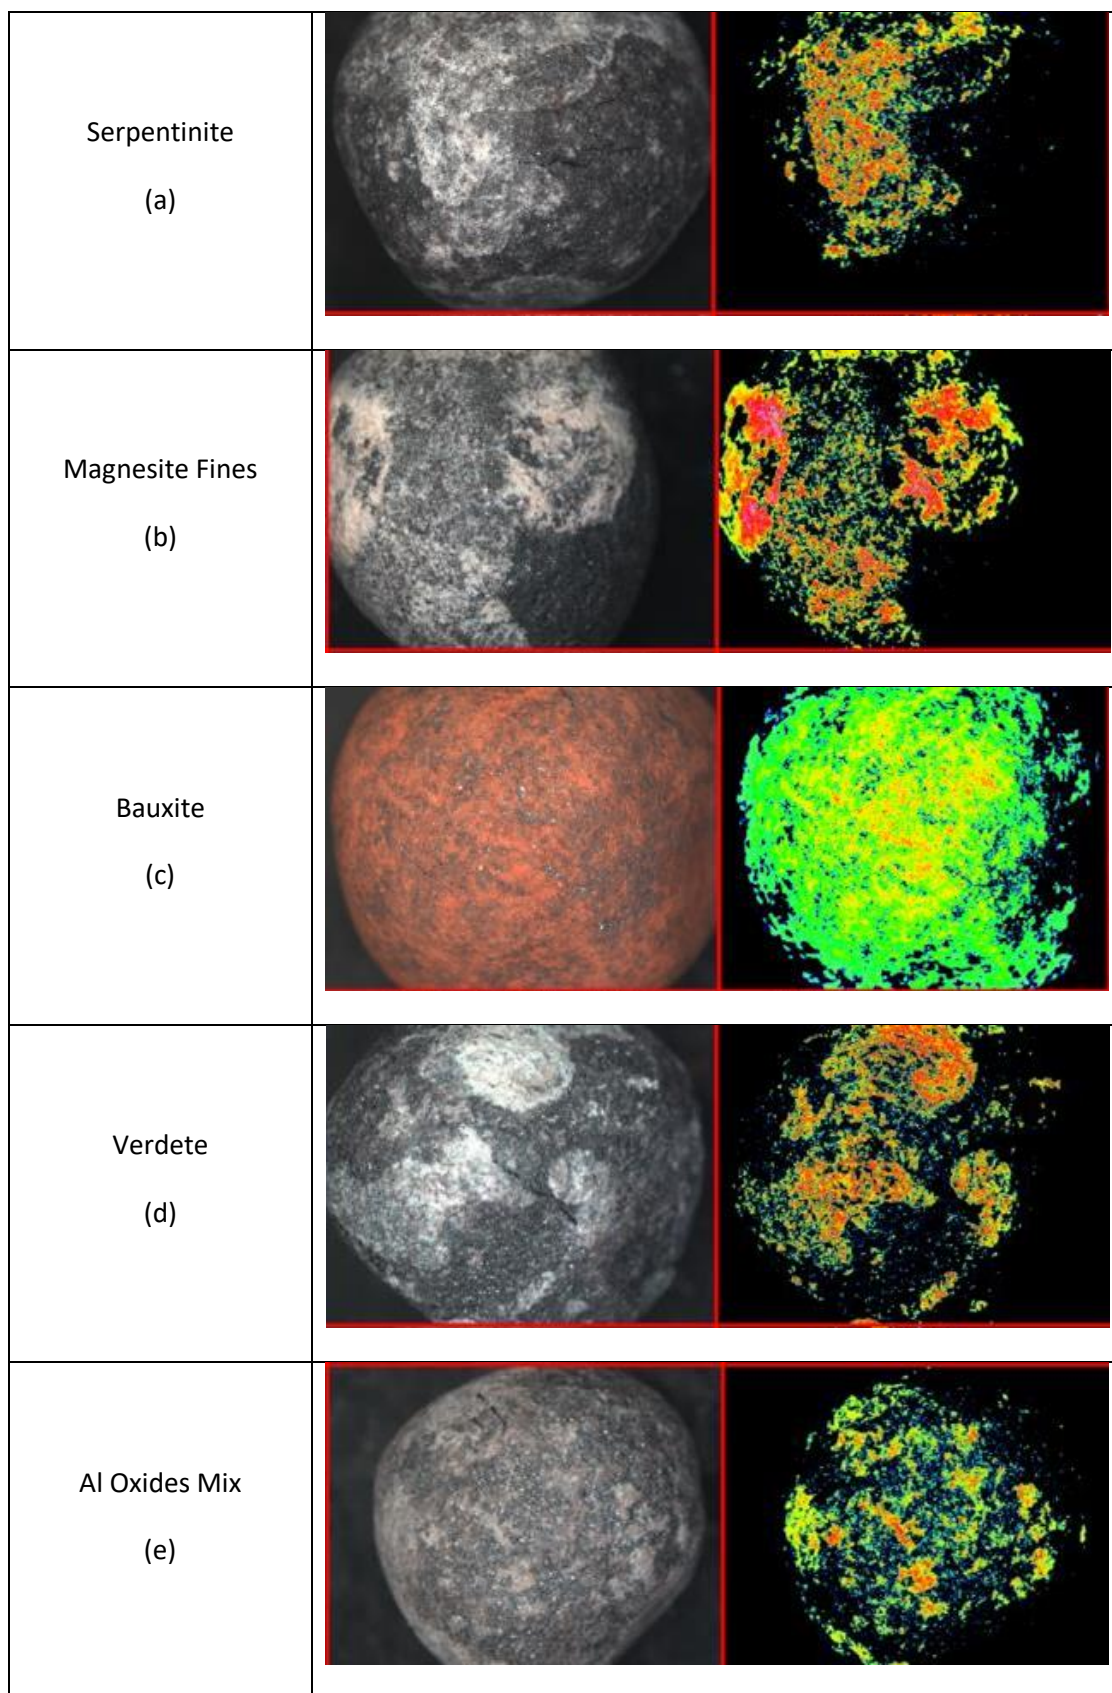 Serpentinite
(a)
Magnesite Fines
(b)
Bauxite
(c)
Verdete
(d)
Al Oxides Mix
(e)